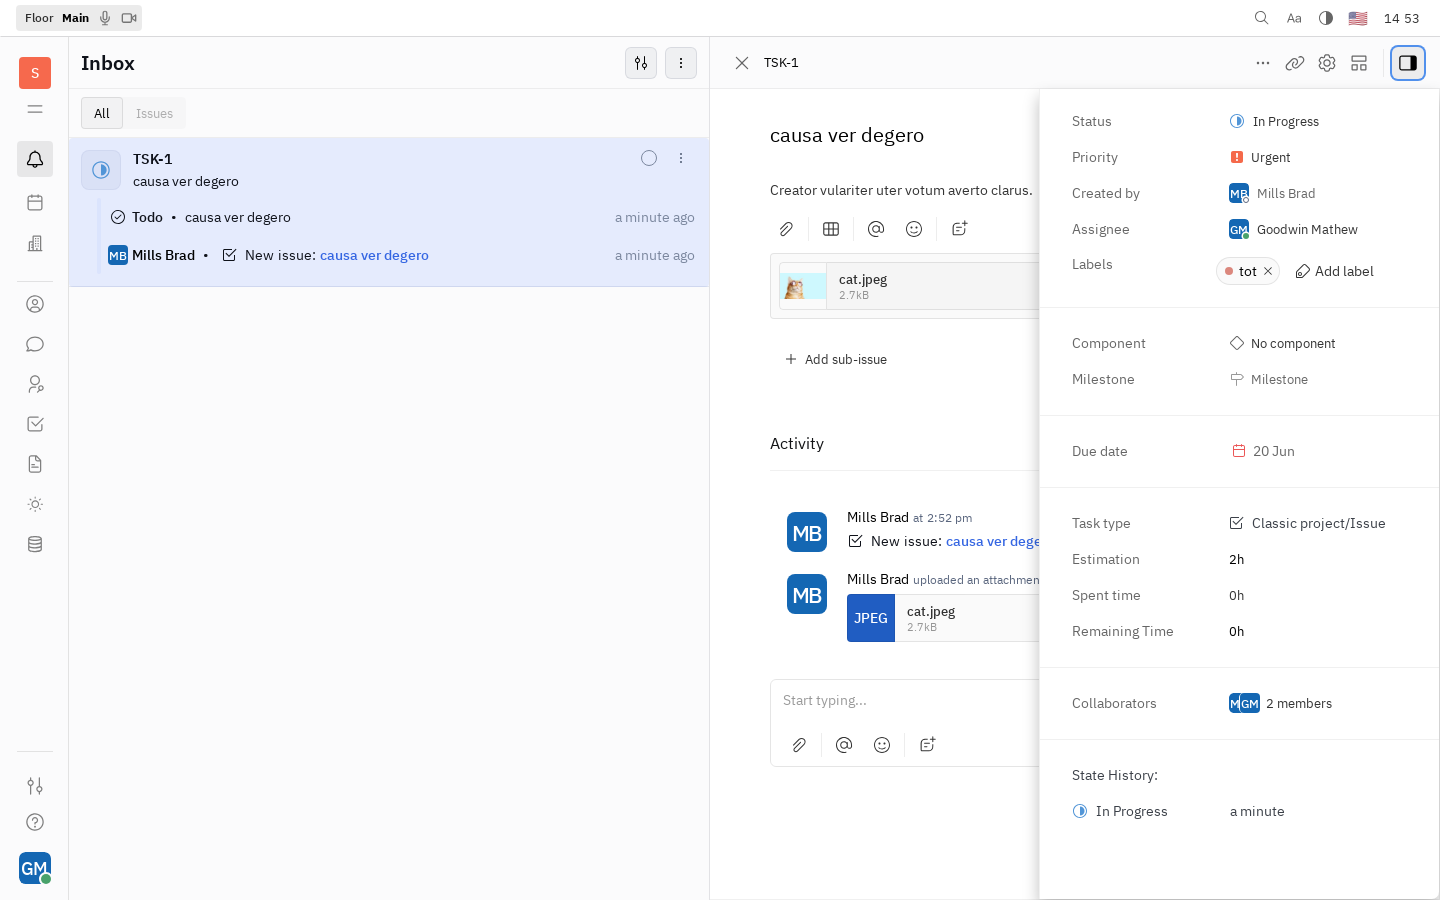 Floor Main
Aa
14 53
S
Inbox
All
Issues
TSK-1
causa ver degero
Todo • causa ver degero
a minute ago
MB Mills Brad • New issue: causa ver degero
a minute ago
GM
TSK-1
causa ver degero
Creator vulariter uter votum averto clarus.
cat.jpeg
2.7kB
Add sub-issue
Activity
MB
Mills Brad at 2:52 pm
New issue: causa ver dege
MB
Mills Brad uploaded an attachmen
JPEG
cat.jpeg
2.7kB
Start typing...
Status
In Progress
Priority
Urgent
Created by
MB Mills Brad
Assignee
GM Goodwin Mathew
Labels
tot
Add label
Component
No component
Milestone
Milestone
Due date
20 Jun
Task type
Classic project/Issue
Estimation
2h
Spent time
0h
Remaining Time
0h
Collaborators
M GM 2 members
State History:
In Progress
a minute